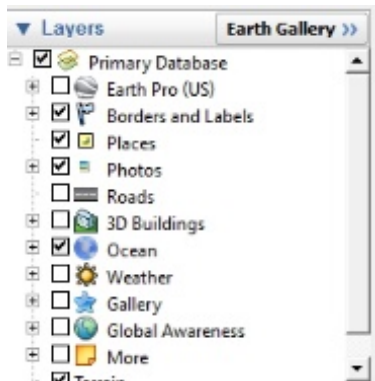 Layers Earth Gallery >>
Primary Database
Earth Pro (US)
Borders and Labels
Places
Photos
Roads
3D Buildings
Ocean
Weather
Gallery
Global Awareness
More
Terrain